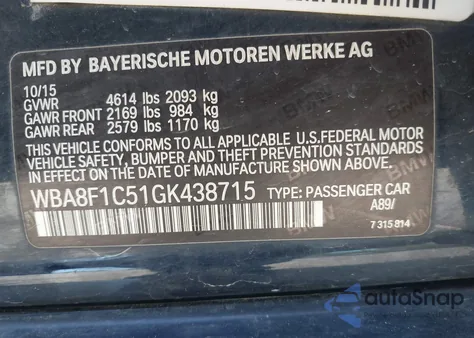 MFD BY BAYERISCHE MOTOREN WERKE AG
10/15
GVWR 4614 lbs 2093 kg
GAWR FRONT 2169 lbs 984 kg
GAWR REAR 2579 lbs 1170 kg
THIS VEHICLE CONFORMS TO ALL APPLICABLE U.S.FEDERAL MOTOR
VEHICLE SAFETY, BUMPER, AND THEFT PREVENTION STANDARDS IN
EFFECT ON THE DATE OF MANUFACTURE SHOWN ABOVE.
WBA8F1C51GK438715 TYPE: PASSENGER CAR
A89/
7 315 814
autoSnap